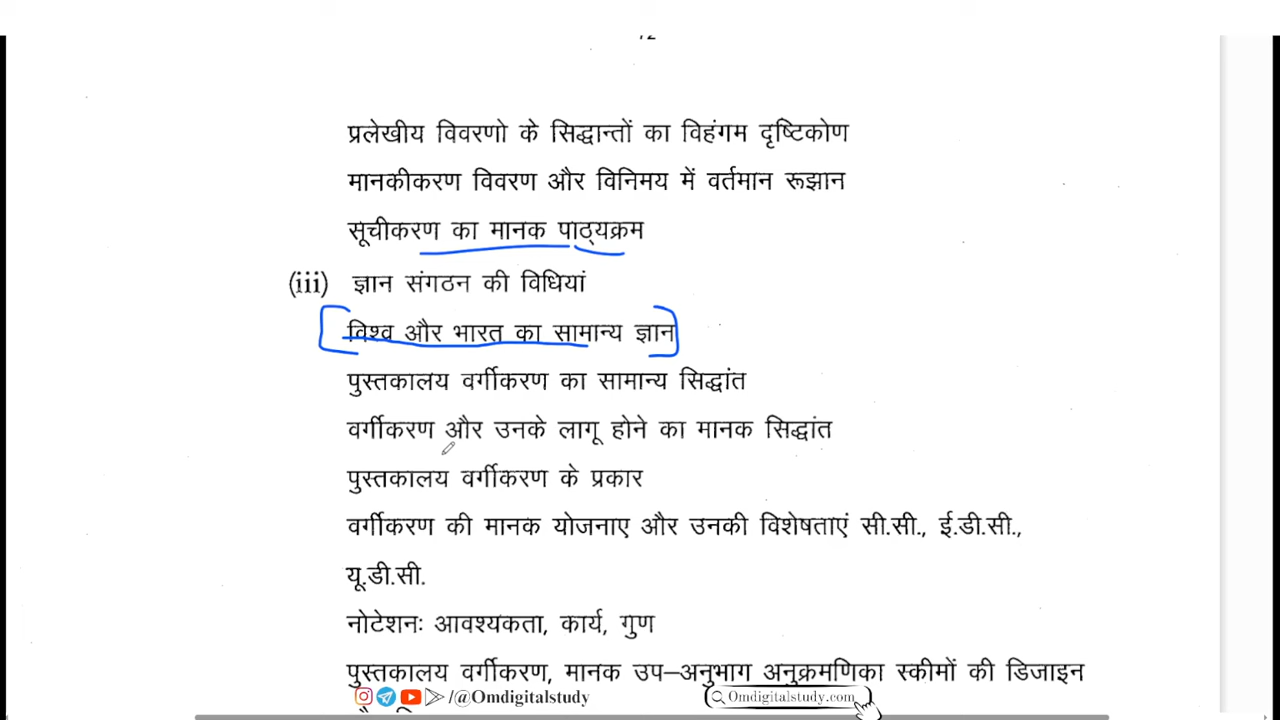 प्रलेखीय विवरणो के सिद्धान्तों का विहंगम दृष्टिकोण
मानकीकरण विवरण और विनिमय में वर्तमान रूझान
सूचीकरण का मानक पाठ्यक्रम
(iii) ज्ञान संगठन की विधियां
विश्व और भारत का सामान्य ज्ञान
पुस्तकालय वर्गीकरण का सामान्य सिद्धांत
वर्गीकरण और उनके लागू होने का मानक सिद्धांत
पुस्तकालय वर्गीकरण के प्रकार
वर्गीकरण की मानक योजनाए और उनकी विशेषताएं सी.सी., ई.डी.सी.,
यू.डी.सी.
नोटेशनः आवश्यकता, कार्य, गुण
पुस्तकालय वर्गीकरण, मानक उप–अनुभाग अनुक्रमणिका स्कीमों की डिजाइन
/@Omdigitalstudy
Omdigitalstudy.com